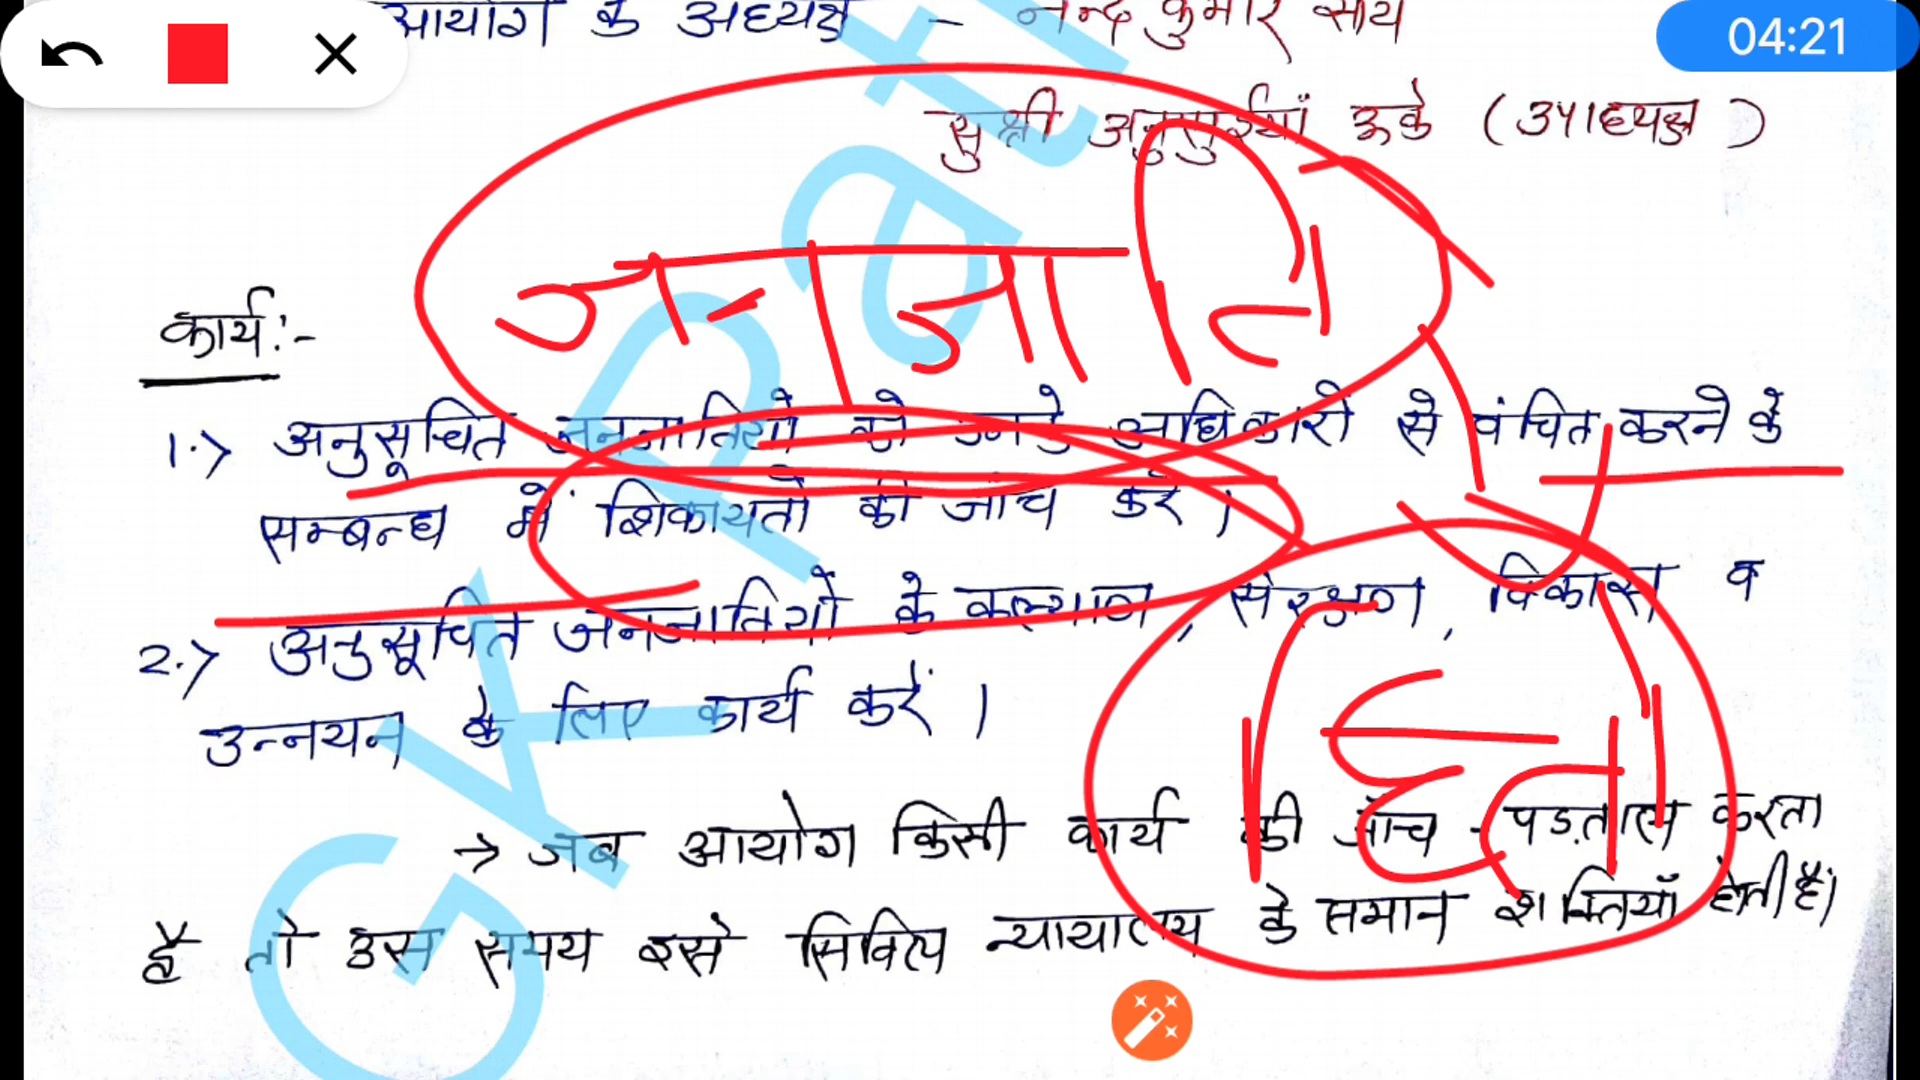 04:21
आयोग के अध्यक्ष - नन्द कुमार साय
सुश्री अनुसुईयाँ ऊके (उपाध्यक्ष)
जनजाति
कार्य:-
1.> अनुसूचित जनजातियों को उनके अधिकारों से वंचित करने के
सम्बन्ध में शिकायतों की जाँच करें।
2.> अनुसूचित जनजातियों के कल्याण, संरक्षण, विकास व
उन्नयन के लिए कार्य करें।
→ जब आयोग किसी कार्य की जाँच - पड़ताल करता
है तो उस समय इसे सिविल न्यायालय के समान शक्तियाँ होती हैं।
GK